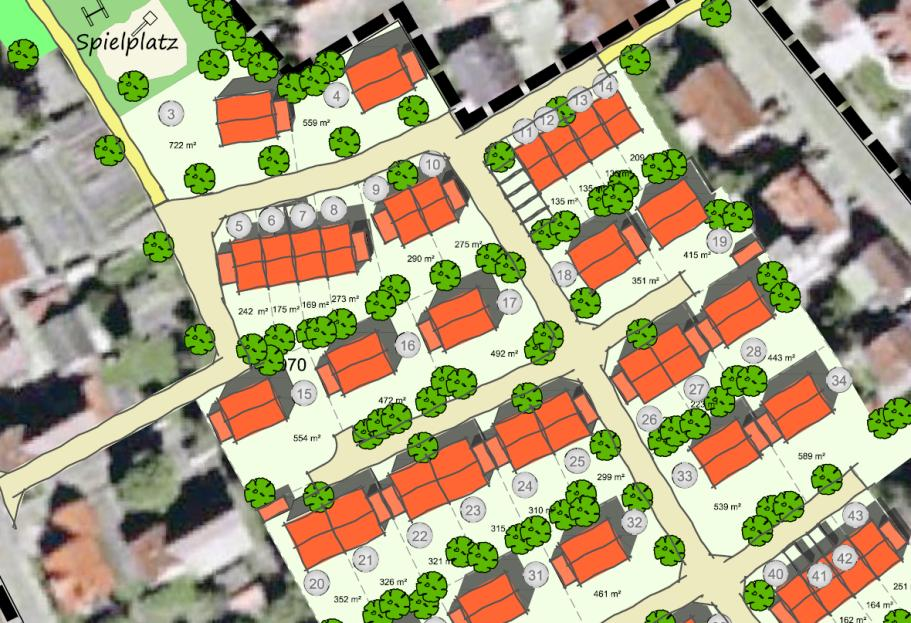 Spielplatz
3
4
722 m²
559 m²
11
12
13
14
5
6
7
8
9
10
209
135 m²
135
242 m²
175 m²
169 m²
273 m²
290 m²
275 m²
18
19
351 m²
415 m²
17
16
15
492 m²
472 m²
554 m²
28
443 m²
27
26
34
33
589 m²
539 m²
25
24
23
22
21
20
299 m²
310
315
321 m²
326 m²
352 m²
32
31
461 m²
43
42
41
40
251
164 m²
162 m²